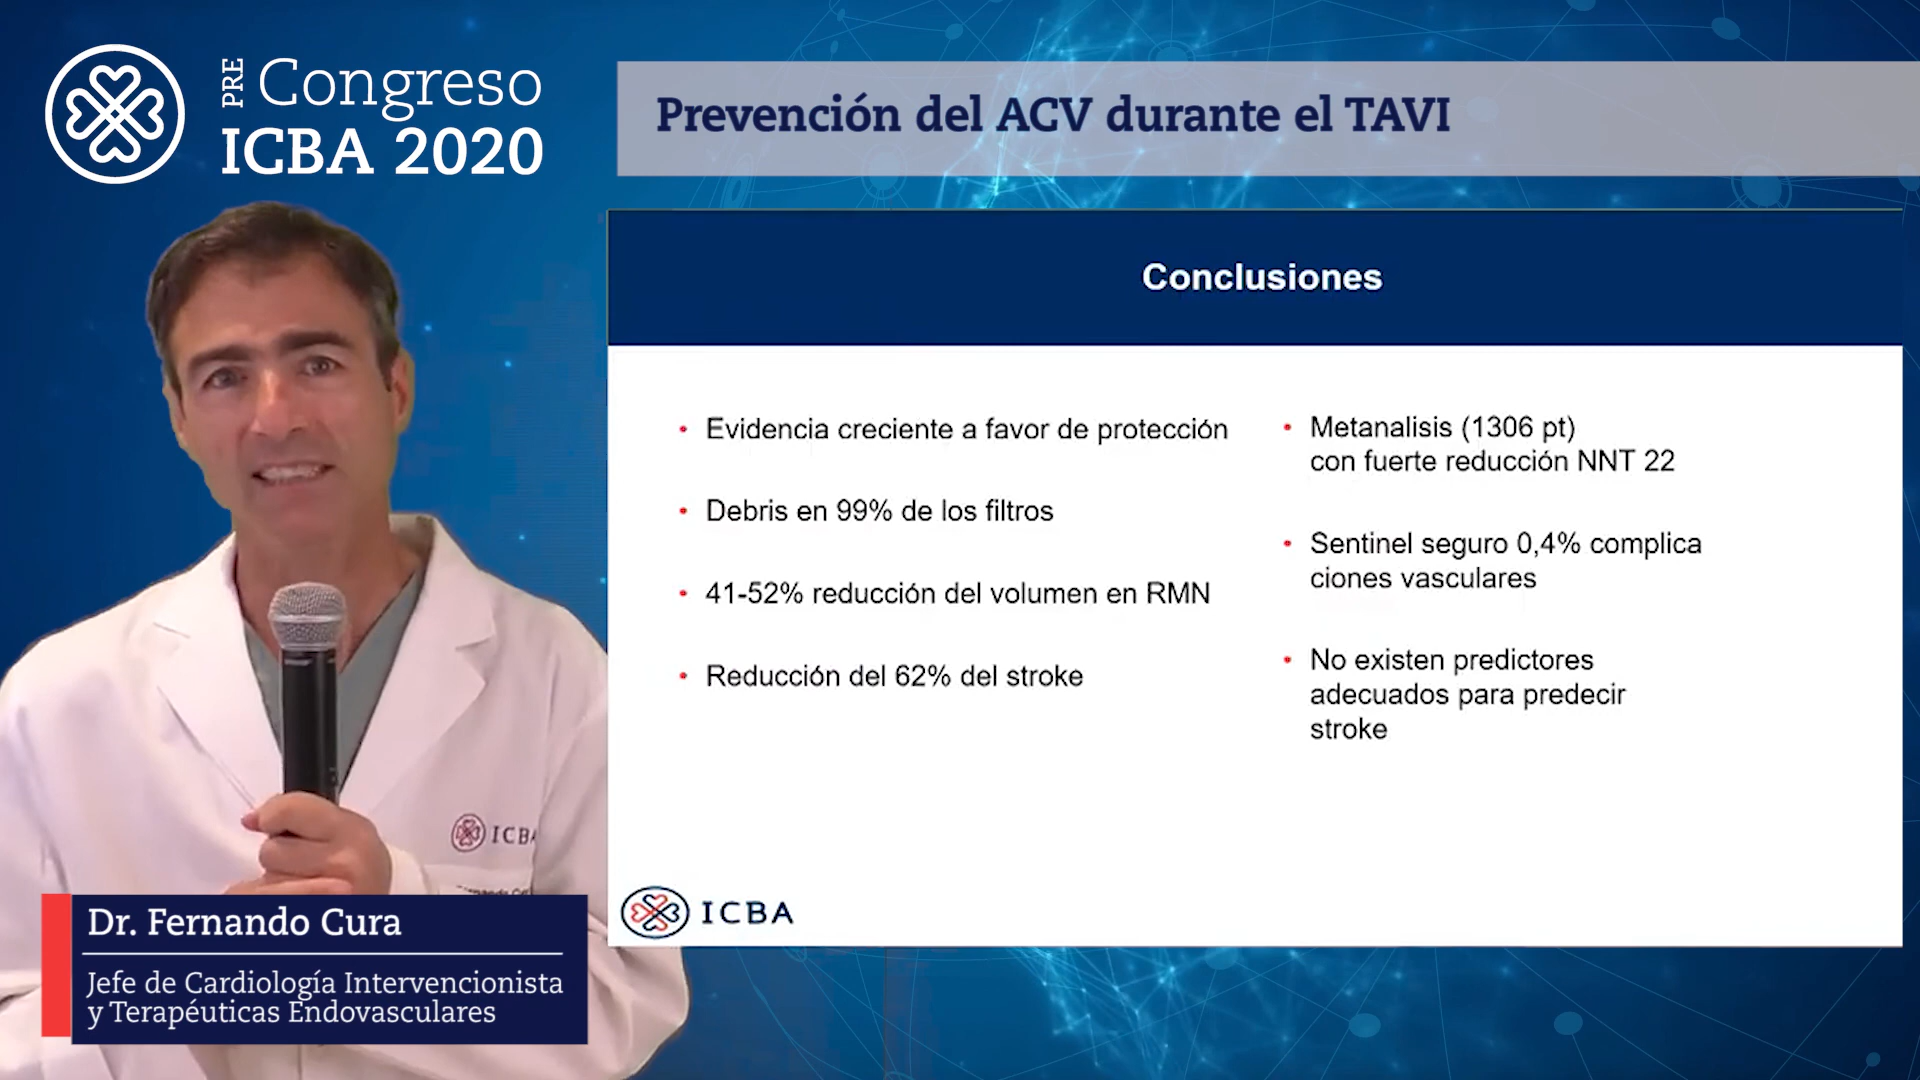 PRE Congreso
ICBA 2020
Prevención del ACV durante el TAVI
Conclusiones
• Evidencia creciente a favor de protección
• Debris en 99% de los filtros
• 41-52% reducción del volumen en RMN
• Reducción del 62% del stroke
• Metanalisis (1306 pt)
con fuerte reducción NNT 22
• Sentinel seguro 0,4% complica
ciones vasculares
• No existen predictores
adecuados para predecir
stroke
ICBA
ICBA
Dr. Fernando Cura
Jefe de Cardiología Intervencionista
y Terapéuticas Endovasculares